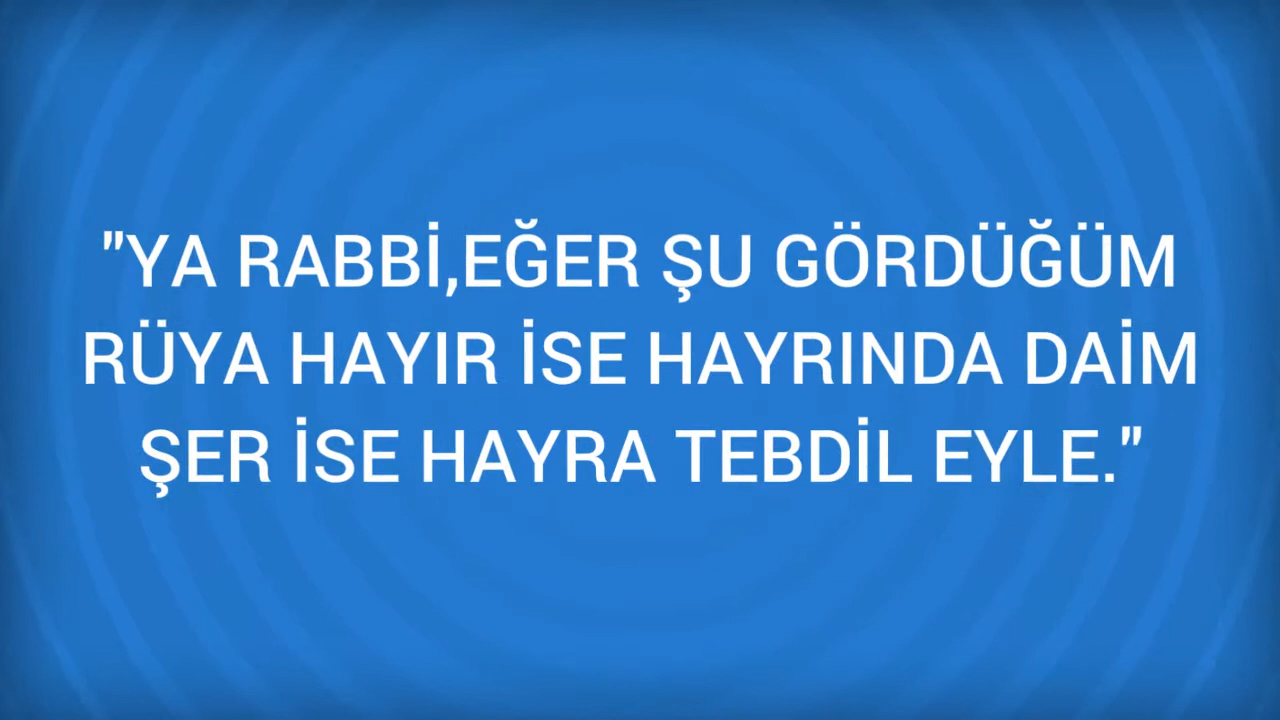 "YA RABBİ,EĞER ŞU GÖRDÜĞÜM
RÜYA HAYIR İSE HAYRINDA DAİM
ŞER İSE HAYRA TEBDİL EYLE."